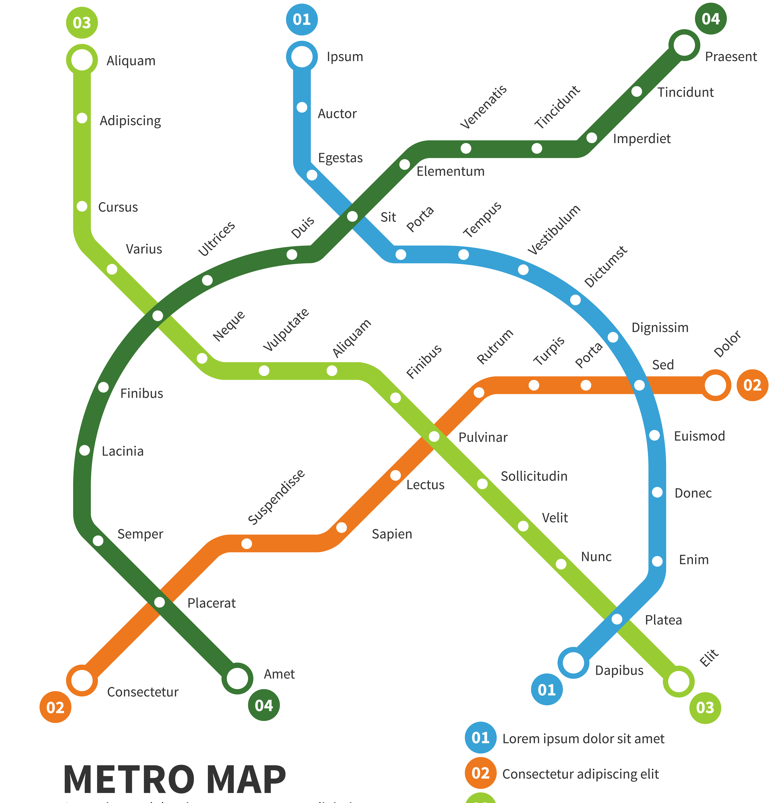 03
01
04
Aliquam
Ipsum
Praesent
Adipiscing
Auctor
Venenatis
Tincidunt
Tincidunt
Imperdiet
Egestas
Elementum
Cursus
Sit
Porta
Tempus
Vestibulum
Varius
Ultrices
Duis
Dictumst
Neque
Vulputate
Aliquam
Finibus
Rutrum
Turpis
Porta
Dignissim
Sed
Dolor
02
Finibus
Pulvinar
Euismod
Lacinia
Lectus
Sollicitudin
Donec
Suspendisse
Semper
Sapien
Velit
Nunc
Enim
Placerat
Platea
Consectetur
Amet
Dapibus
Elit
02
04
01
03
01 Lorem ipsum dolor sit amet
02 Consectetur adipiscing elit
METRO MAP